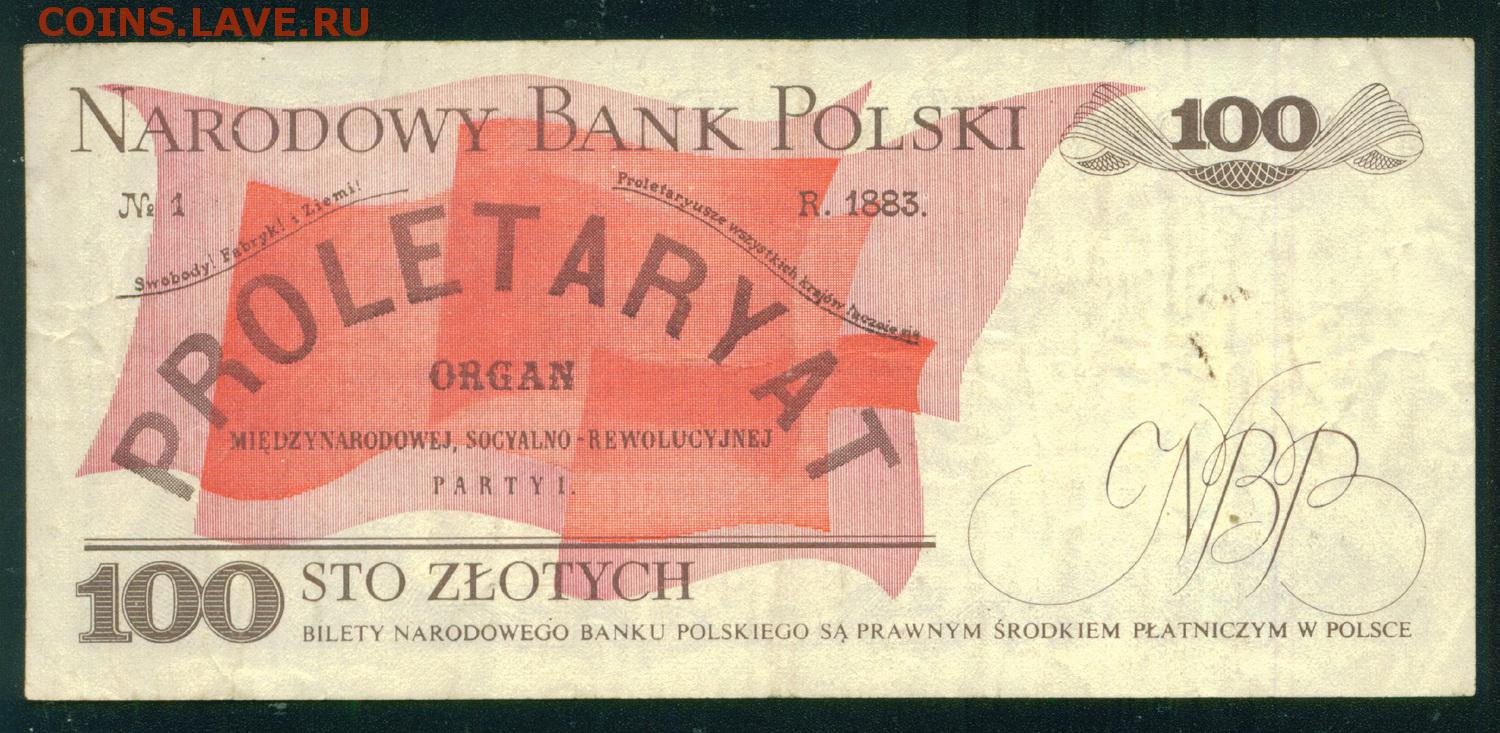 COINS.LAVE.RU
NARODOWY BANK POLSKI 100
№ 1 R. 1883.
Swobody! Fabryk! i Ziemi!
Proletaryusze wszystkich krajów łączcie się
PROLETARYAT
ORGAN
MIĘDZYNARODOWEJ, SOCYALNO-REWOLUCYJNEJ
PARTYI.
NBP
100 STO ZŁOTYCH
BILETY NARODOWEGO BANKU POLSKIEGO SĄ PRAWNYM ŚRODKIEM PŁATNICZYM W POLSCE